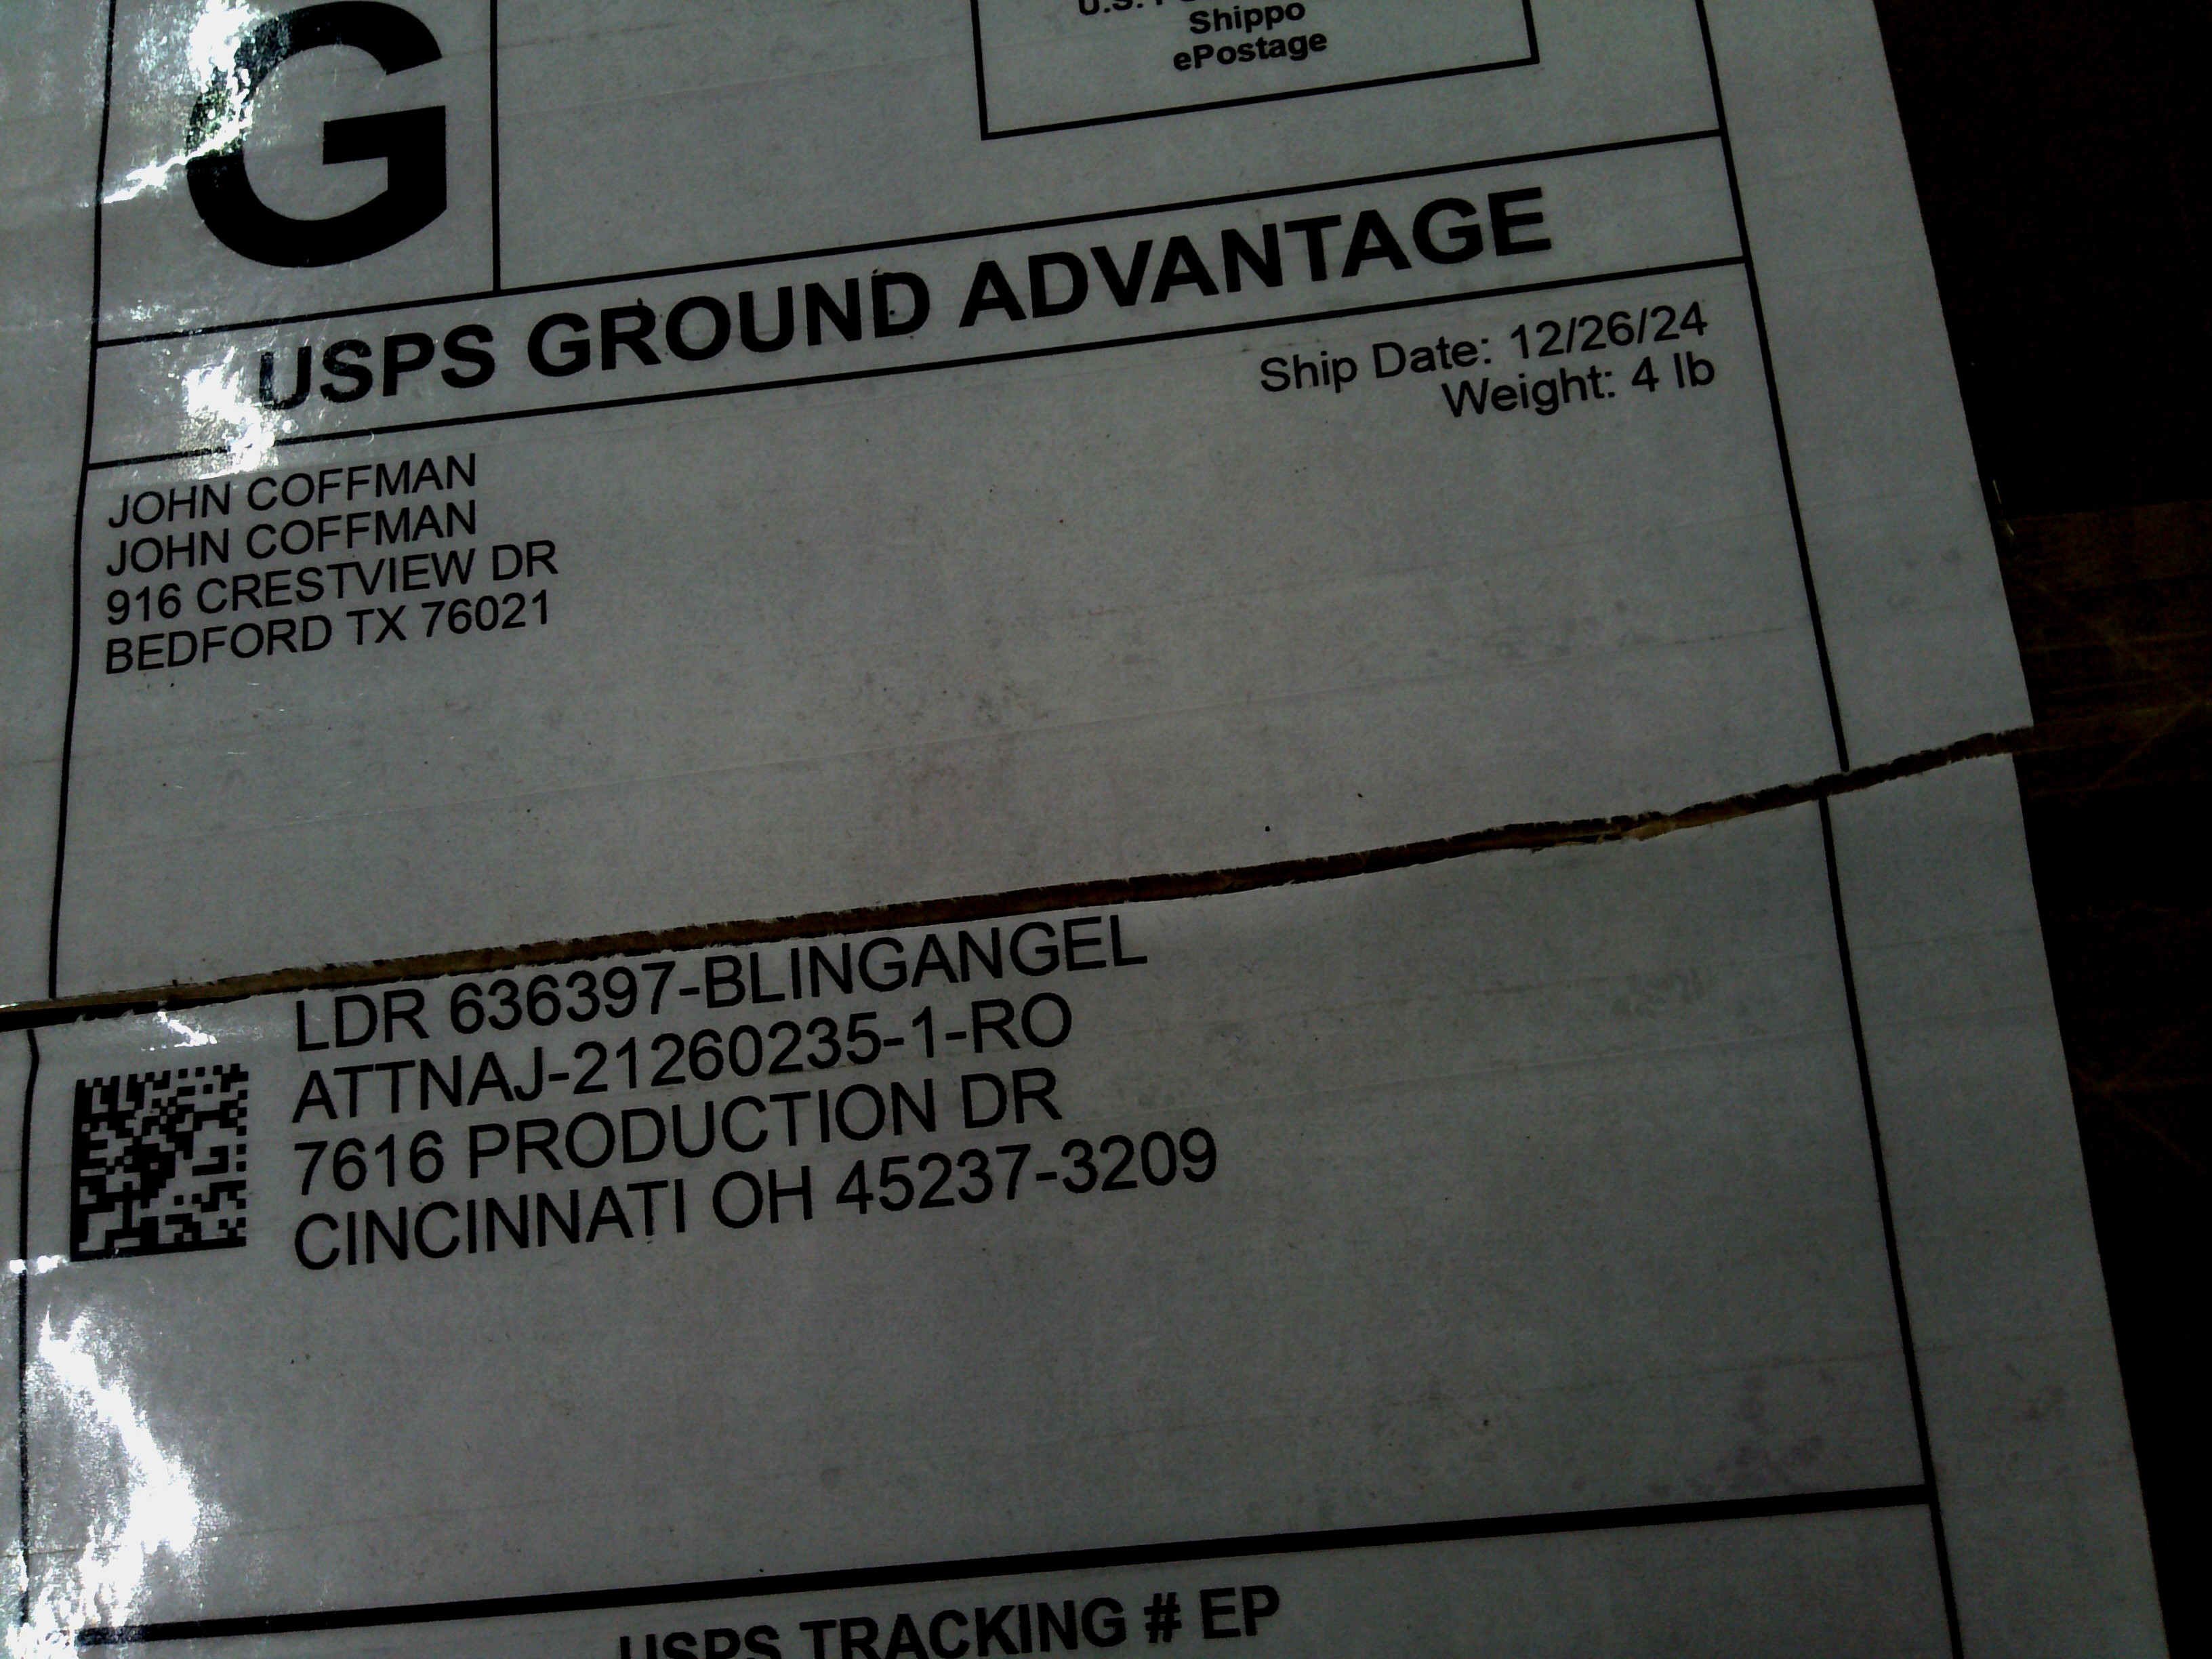 G
Shippo
ePostage
USPS GROUND ADVANTAGE
Ship Date: 12/26/24
Weight: 4 lb
JOHN COFFMAN
JOHN COFFMAN
916 CRESTVIEW DR
BEDFORD TX 76021
LDR 636397-BLINGANGEL
ATTNAJ-21260235-1-RO
7616 PRODUCTION DR
CINCINNATI OH 45237-3209
USPS TRACKING # EP